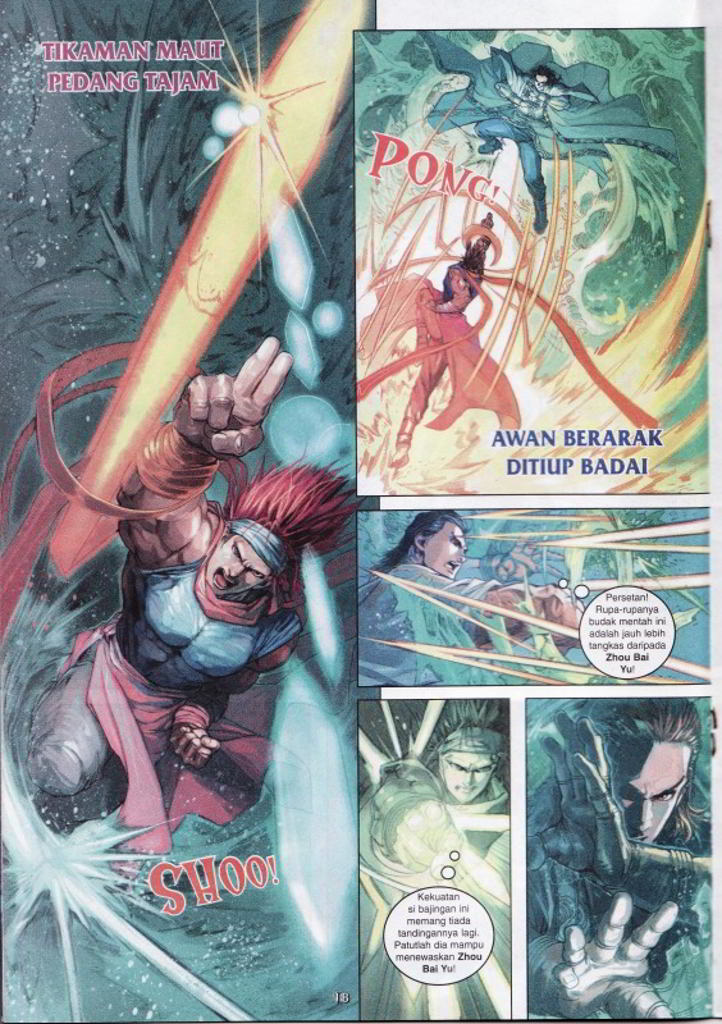 TIKAMAN MAUT
PEDANG TAJAM
PONG!
AWAN BERARAK
DITIUP BADAI
Persetan!
Rupa-rupanya
budak mentah ini
adalah jauh lebih
tangkas daripada
Zhou Bai
Yu!
SHOO!
Kekuatan
si bajingan ini
memang tiada
tandingannya lagi.
Patutlah dia mampu
menewaskan Zhou
Bai Yu!
18